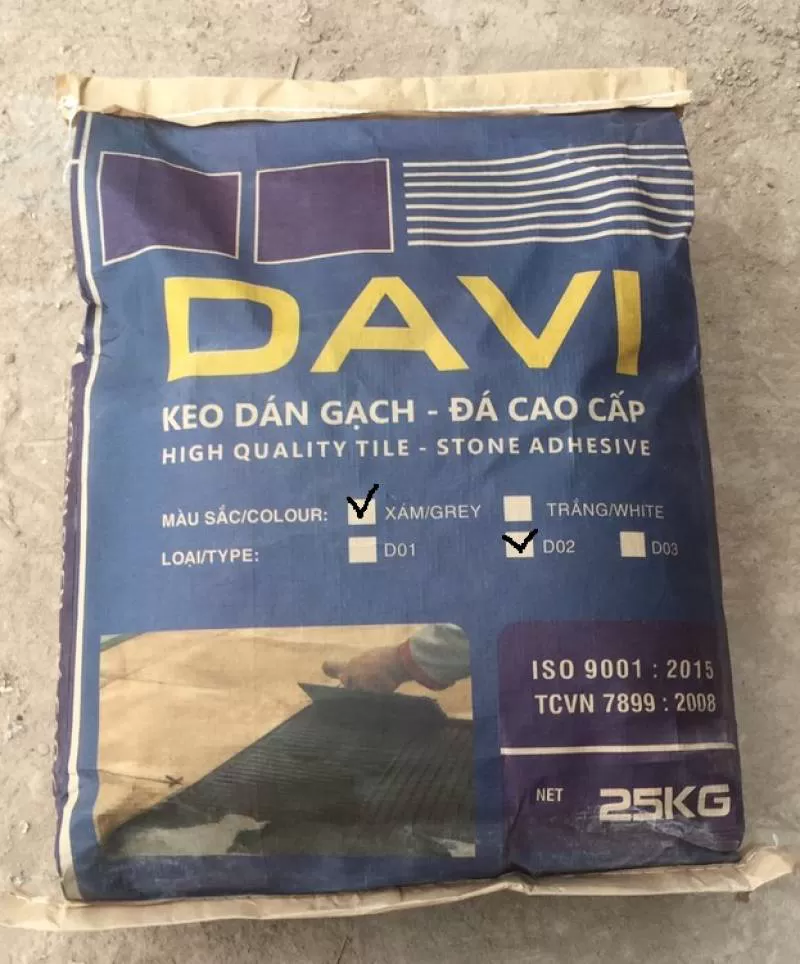 DAVI
KEO DÁN GẠCH - ĐÁ CAO CẤP
HIGH QUALITY TILE - STONE ADHESIVE
MÀU SẮC/COLOUR: XÁM/GREY TRẮNG/WHITE
LOẠI/TYPE: D01 D02 D03
ISO 9001 : 2015
TCVN 7899 : 2008
NET 25KG